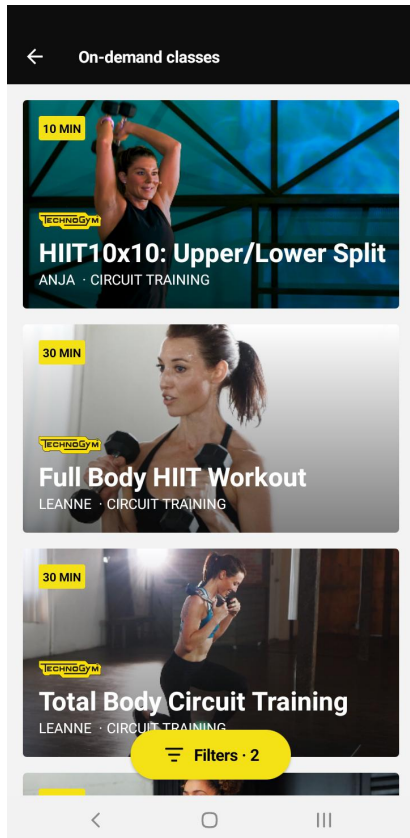 On-demand classes
10 MIN
TECHNOGYM
HIIT10x10: Upper/Lower Split
ANJA · CIRCUIT TRAINING
30 MIN
TECHNOGYM
Full Body HIIT Workout
LEANNE · CIRCUIT TRAINING
30 MIN
TECHNOGYM
Total Body Circuit Training
LEANNE · CIRCUIT TRAINING
Filters · 2